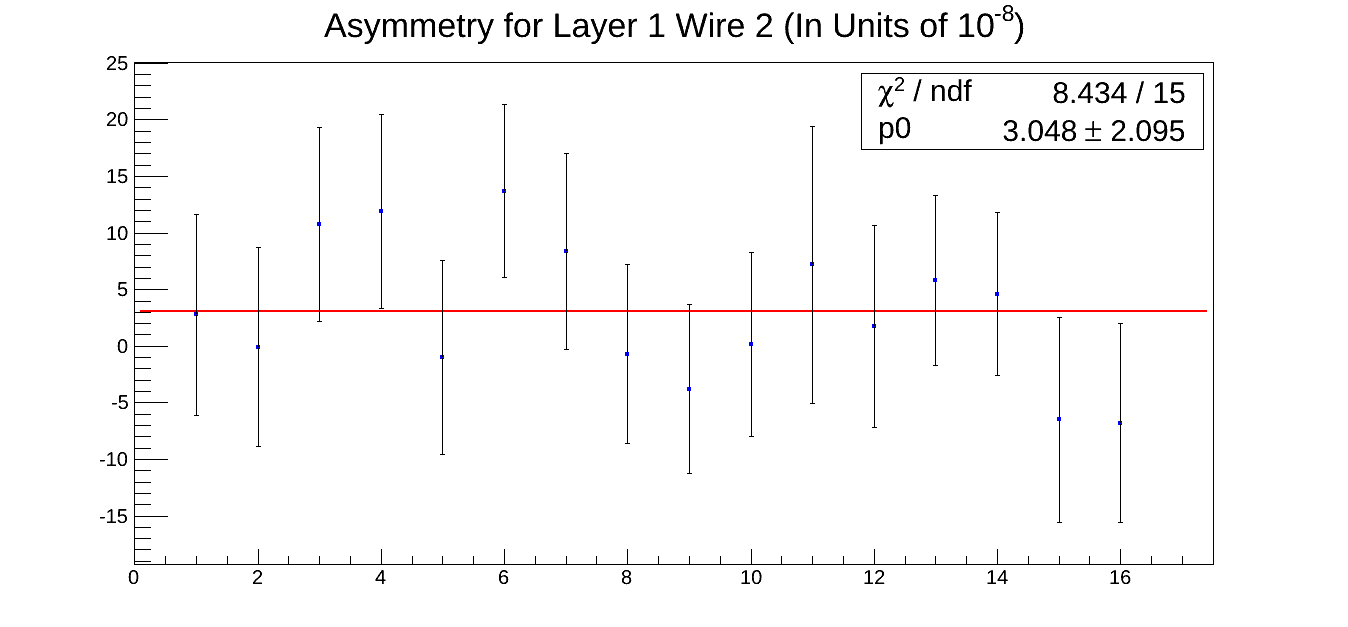 Asymmetry for Layer 1 Wire 2 (In Units of 10⁻⁸)
χ² / ndf 8.434 / 15
p0 3.048 ± 2.095
25
20
15
10
5
0
-5
-10
-15
0 2 4 6 8 10 12 14 16